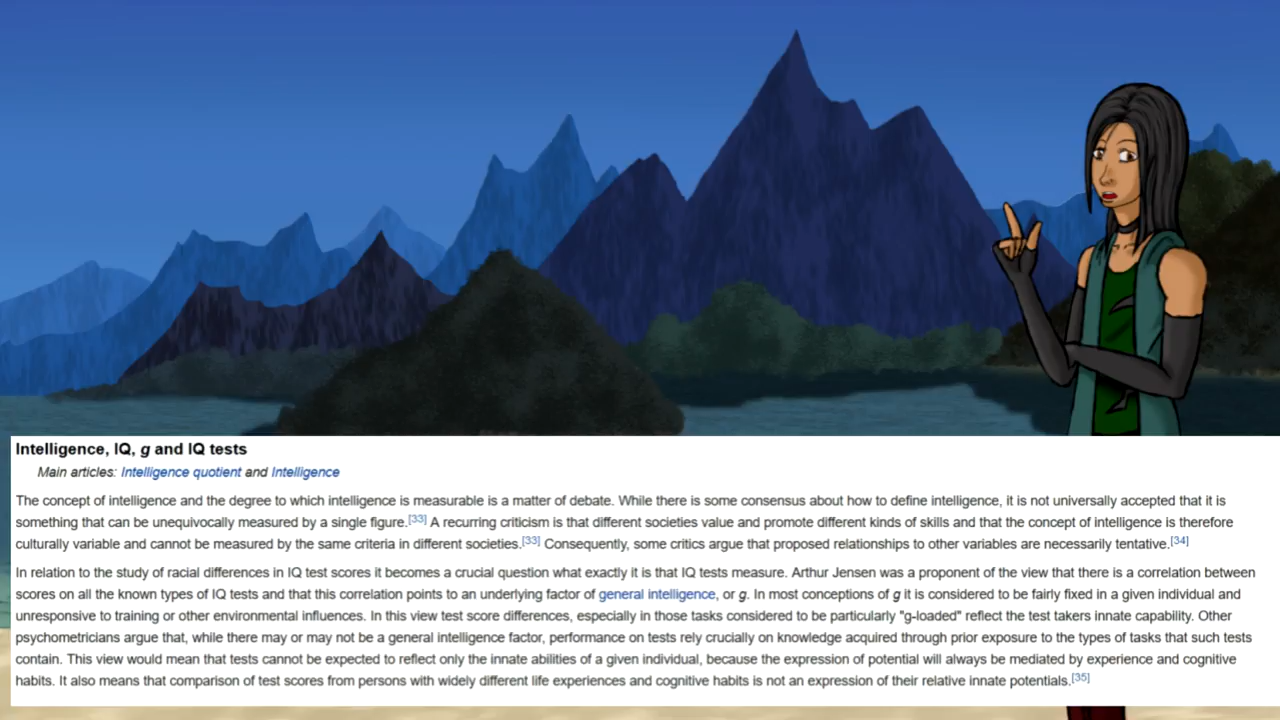 Intelligence, IQ, g and IQ tests
Main articles: Intelligence quotient and Intelligence
The concept of intelligence and the degree to which intelligence is measurable is a matter of debate. While there is some consensus about how to define intelligence, it is not universally accepted that it is
something that can be unequivocally measured by a single figure.[33] A recurring criticism is that different societies value and promote different kinds of skills and that the concept of intelligence is therefore
culturally variable and cannot be measured by the same criteria in different societies.[33] Consequently, some critics argue that proposed relationships to other variables are necessarily tentative.[34]
In relation to the study of racial differences in IQ test scores it becomes a crucial question what exactly it is that IQ tests measure. Arthur Jensen was a proponent of the view that there is a correlation between
scores on all the known types of IQ tests and that this correlation points to an underlying factor of general intelligence, or g. In most conceptions of g it is considered to be fairly fixed in a given individual and
unresponsive to training or other environmental influences. In this view test score differences, especially in those tasks considered to be particularly "g-loaded" reflect the test takers innate capability. Other
psychometricians argue that, while there may or may not be a general intelligence factor, performance on tests rely crucially on knowledge acquired through prior exposure to the types of tasks that such tests
contain. This view would mean that tests cannot be expected to reflect only the innate abilities of a given individual, because the expression of potential will always be mediated by experience and cognitive
habits. It also means that comparison of test scores from persons with widely different life experiences and cognitive habits is not an expression of their relative innate potentials.[35]